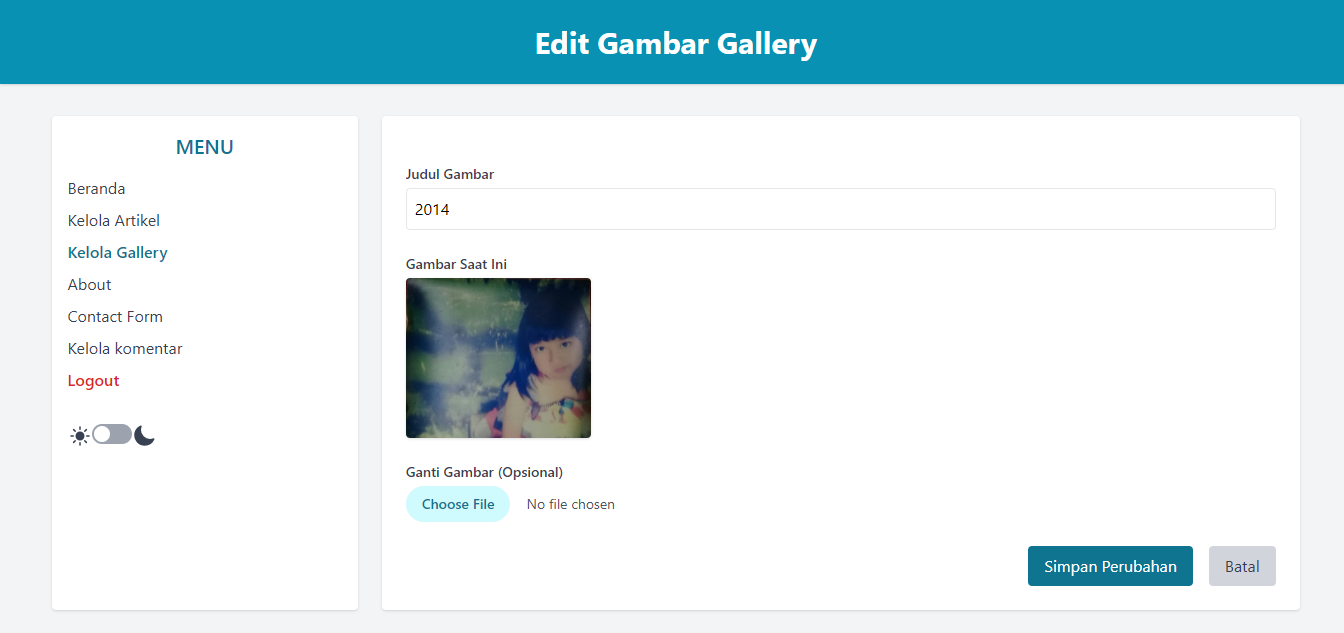 Edit Gambar Gallery
MENU
Beranda
Kelola Artikel
Kelola Gallery
About
Contact Form
Kelola komentar
Logout
Judul Gambar
2014
Gambar Saat Ini
Ganti Gambar (Opsional)
Choose File No file chosen
Simpan Perubahan Batal